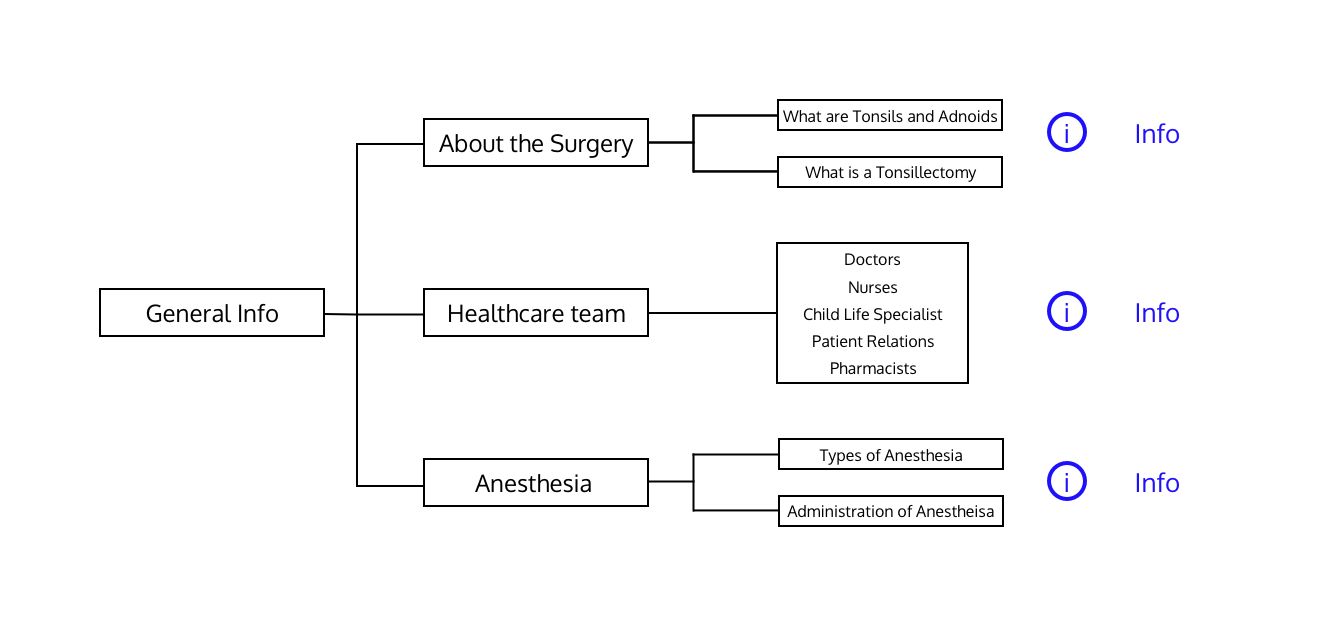 General Info
About the Surgery
What are Tonsils and Adnoids
What is a Tonsillectomy
i Info
Healthcare team
Doctors
Nurses
Child Life Specialist
Patient Relations
Pharmacists
i Info
Anesthesia
Types of Anesthesia
Administration of Anestheisa
i Info